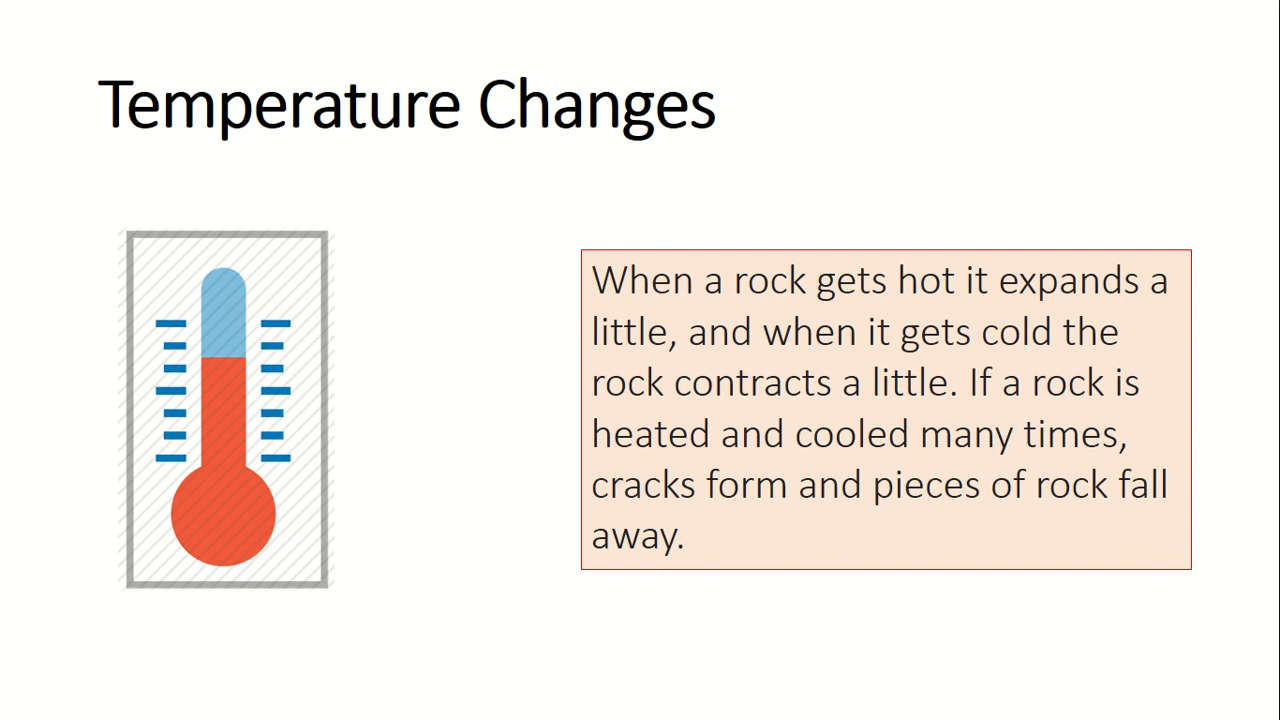 Temperature Changes
When a rock gets hot it expands a
little, and when it gets cold the
rock contracts a little. If a rock is
heated and cooled many times,
cracks form and pieces of rock fall
away.